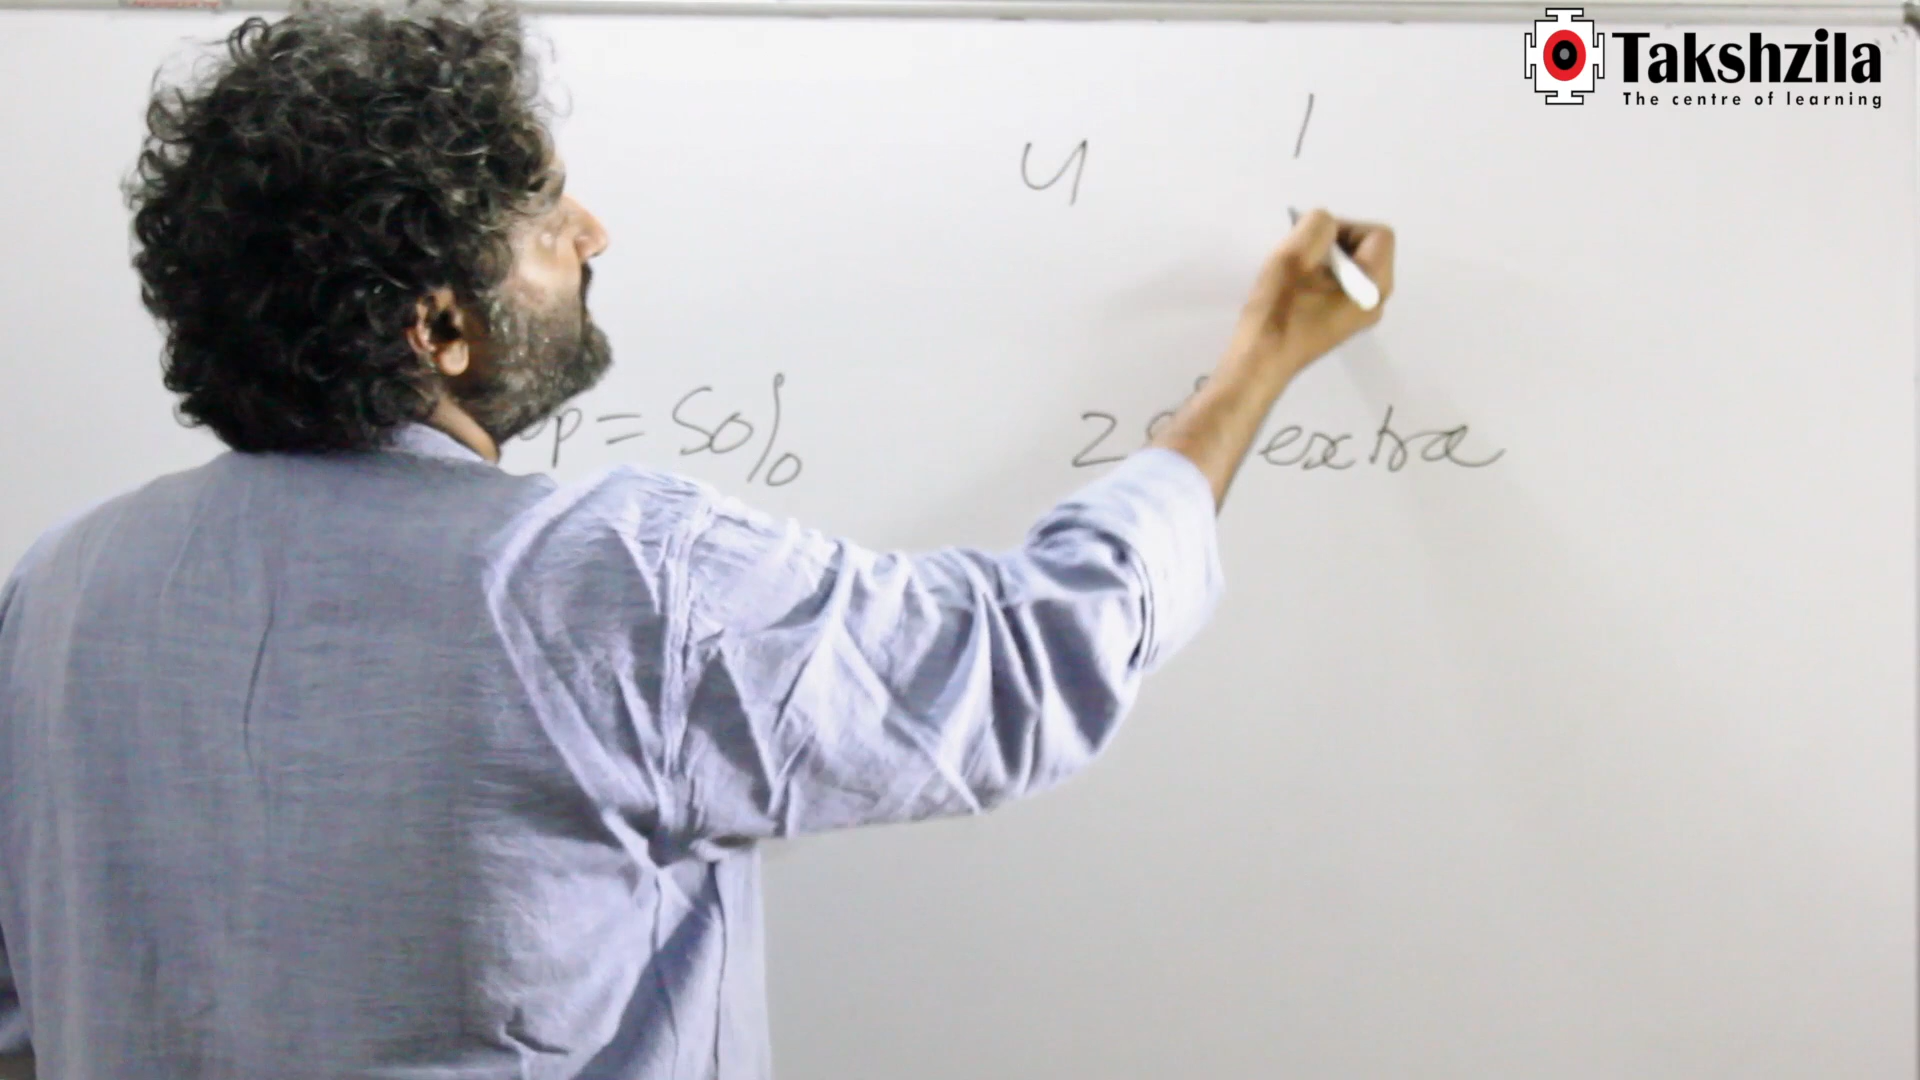 Takshzila
The centre of learning
4 1
= 50%
extra